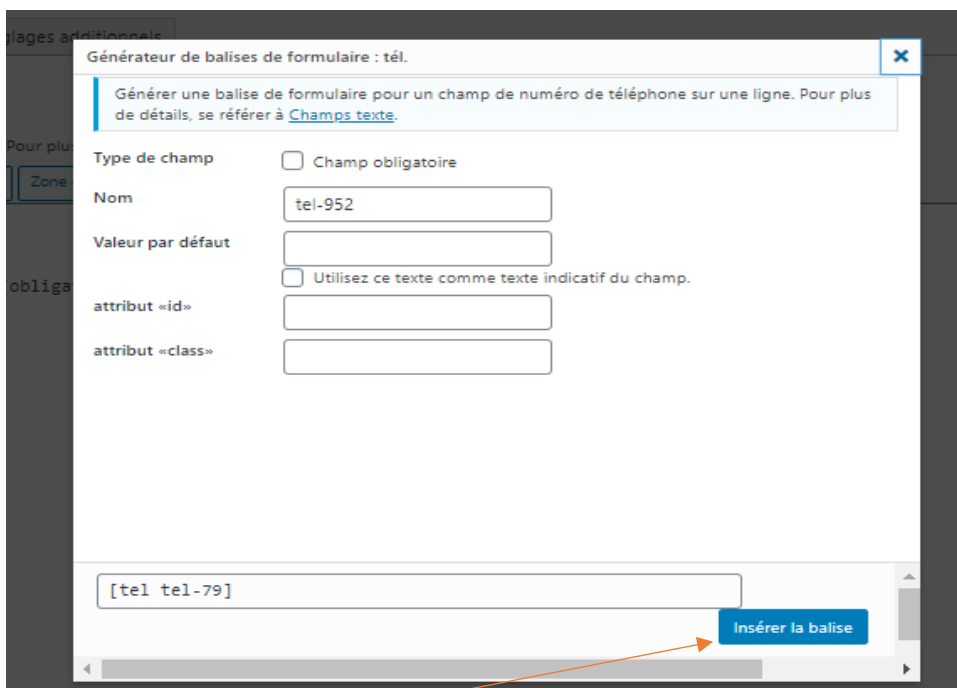 glages additionnels
Générateur de balises de formulaire : tél.
Générer une balise de formulaire pour un champ de numéro de téléphone sur une ligne. Pour plus
de détails, se référer à Champs texte.
Pour plu
Zone
obliga
Type de champ
Champ obligatoire
Nom
tel-952
Valeur par défaut
Utilisez ce texte comme texte indicatif du champ.
attribut «id»
attribut «class»
[tel tel-79]
Insérer la balise